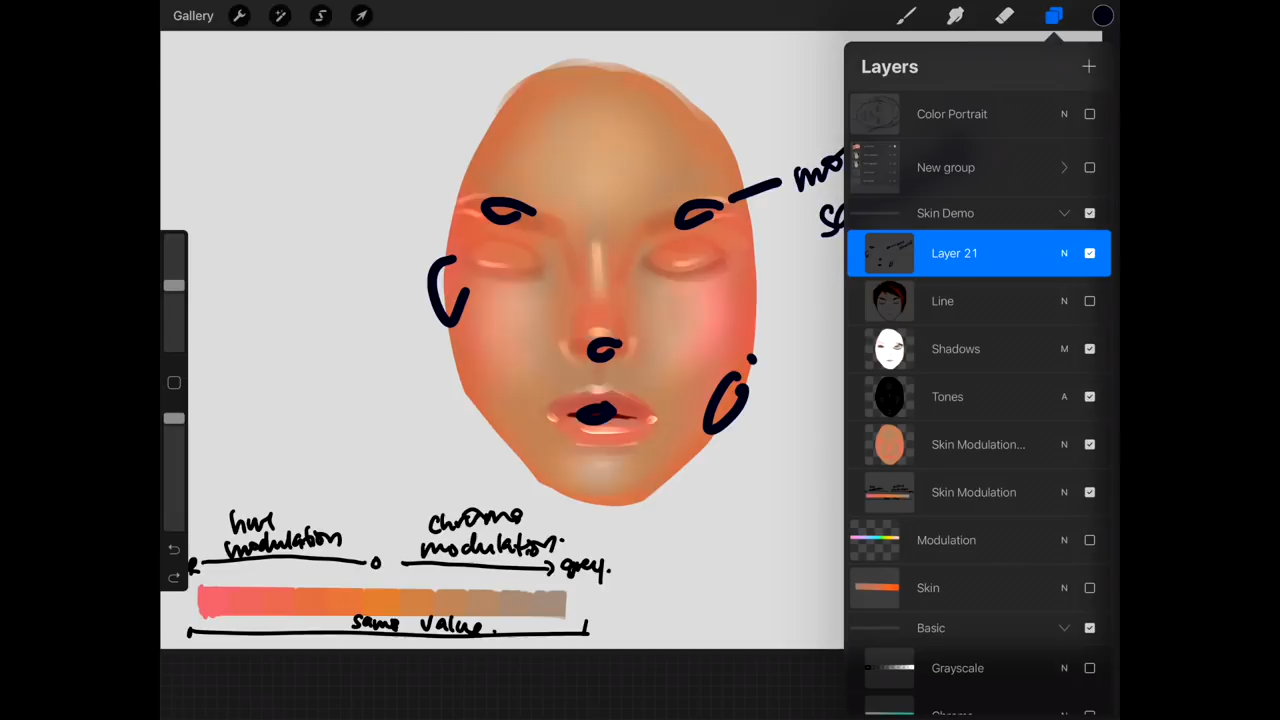 Gallery
Layers
Color Portrait N
New group
Skin Demo
Layer 21 N
Line N
Shadows M
Tones A
Skin Modulation... N
Skin Modulation N
Modulation N
Skin N
Basic
Grayscale N
hue
modulation
chroma
modulation.
R O grey.
same value.